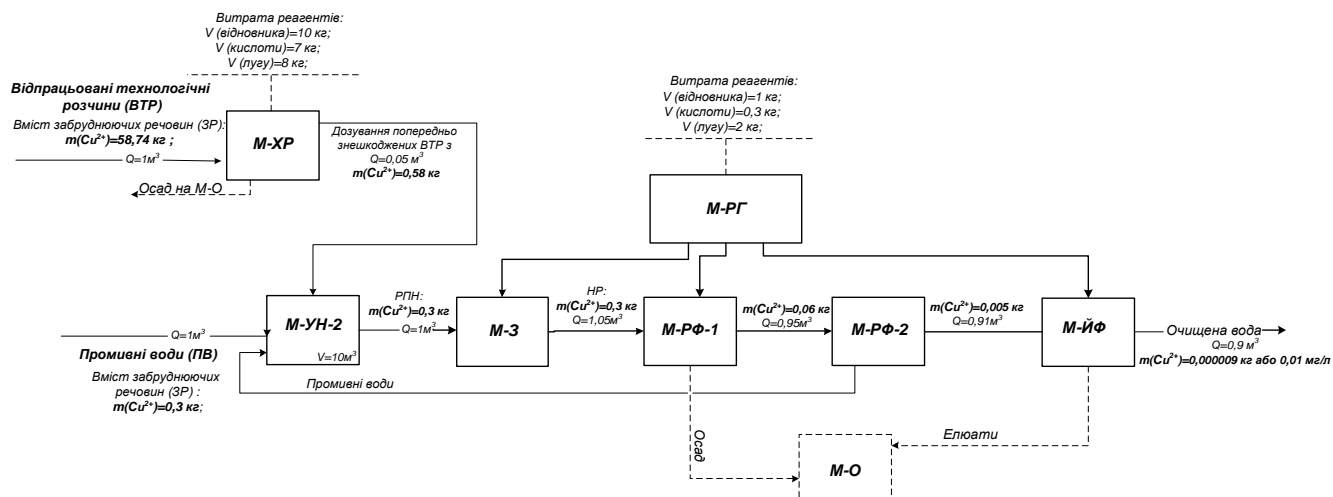 Витрата реагентів:
V (відновника)=10 кг;
V (кислоти)=7 кг;
V (лугу)=8 кг;
Відпрацьовані технологічні
розчини (ВТР)
Вміст забруднюючих речовин (ЗР):
m(Cu²⁺)=58,74 кг ;
Q=1м³
М-ХР
Осад на М-О
Дозування попередньо
знешкоджених ВТР з
Q=0,05 м³
m(Cu²⁺)=0,58 кг
Витрата реагентів:
V (відновника)=1 кг;
V (кислоти)=0,3 кг;
V (лугу)=2 кг;
М-РГ
Q=1м³
Промивні води (ПВ)
Вміст забруднюючих
речовин (ЗР) :
m(Cu²⁺)=0,3 кг;
М-УН-2
V=10м³
РПН:
m(Cu²⁺)=0,3 кг
Q=1м³
М-З
НР:
m(Cu²⁺)=0,3 кг
Q=1,05м³
М-РФ-1
m(Cu²⁺)=0,06 кг
Q=0,95м³
М-РФ-2
m(Cu²⁺)=0,005 кг
Q=0,91м³
М-ЙФ
Очищена вода
Q=0,9 м³
m(Cu²⁺)=0,000009 кг або 0,01 мг/л
Промивні води
Осад
Елюати
М-О